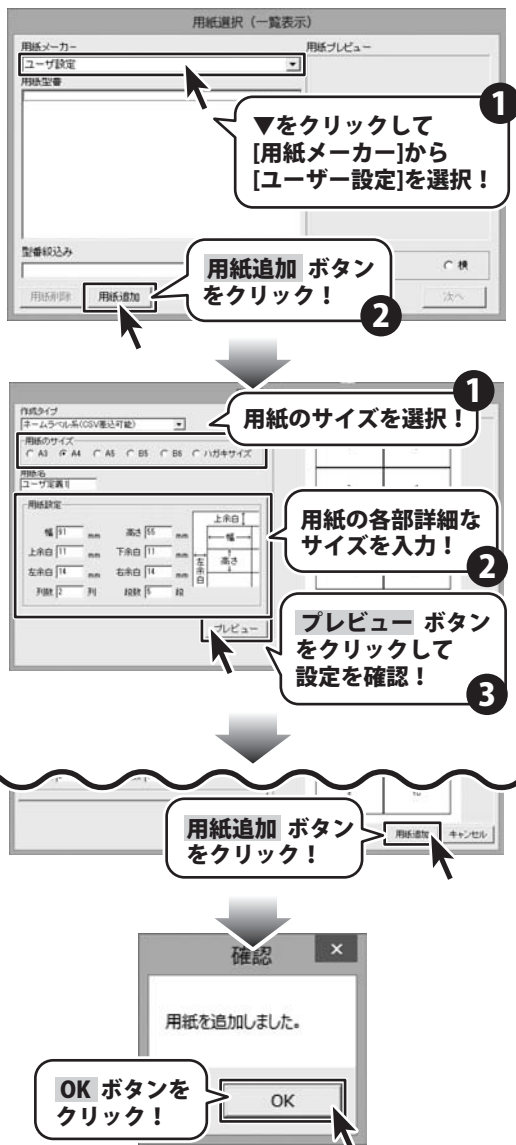 用紙選択（一覧表示）
用紙メーカー
用紙プレビュー
ユーザ設定
用紙型番
1
▼をクリックして
[用紙メーカー]から
[ユーザー設定]を選択！
型番絞込み
横
用紙追加 ボタン
をクリック！
2
用紙削除
用紙追加
次へ
1
作成タイプ
ネームラベル系(CSV差込可能)
用紙のサイズを選択！
用紙のサイズ
A3 A4 A5 B5 B6 ハガキサイズ
用紙名
ユーザ定義1
用紙設定
幅 91 mm 高さ 55 mm
上余白 11 mm 下余白 11 mm
左余白 14 mm 右余白 14 mm
列数 2 列 段数 5 段
上余白
幅
左余白
高さ
用紙の各部詳細な
サイズを入力！
2
プレビュー
プレビュー ボタン
をクリックして
設定を確認！
3
用紙追加 ボタン
をクリック！
用紙追加
キャンセル
確認
×
用紙を追加しました。
OK ボタンを
クリック！
OK